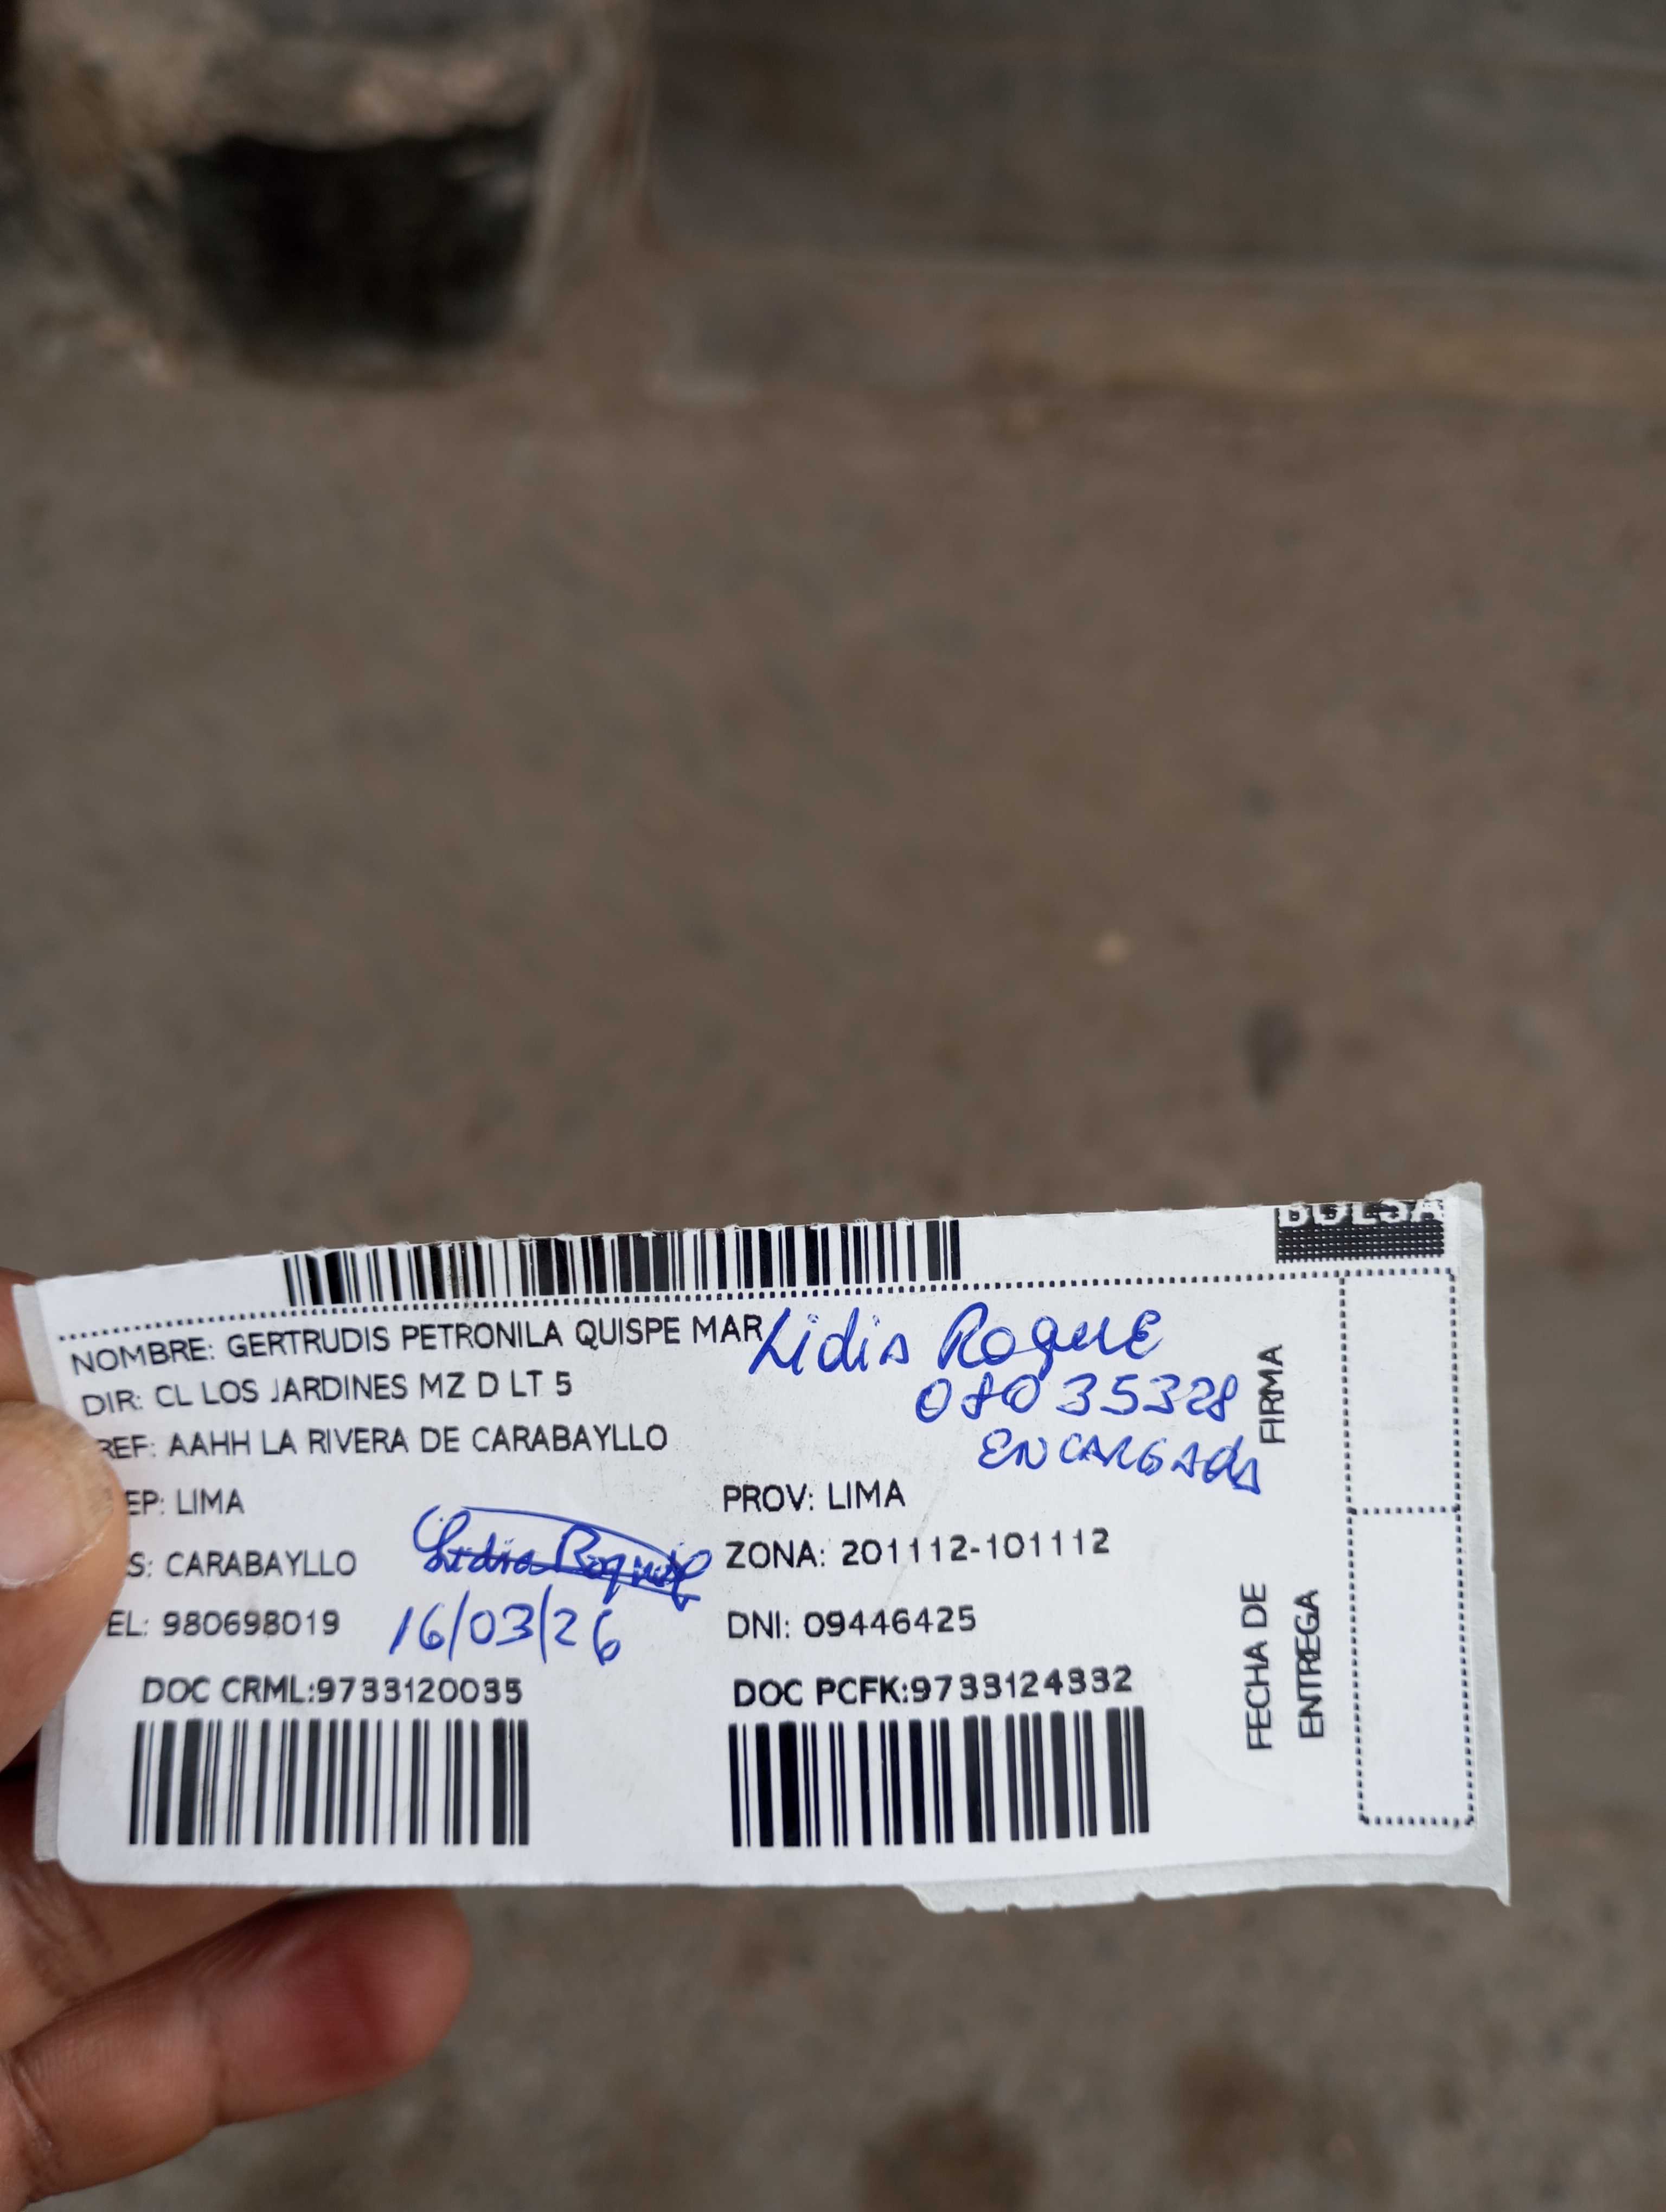 BOLSA
NOMBRE: GERTRUDIS PETRONILA QUISPE MAR
Lidia Roque
DIR: CL LOS JARDINES MZ D LT 5
08035328
REF: AAHH LA RIVERA DE CARABAYLLO
ENCARGADA
FIRMA
EP: LIMA
PROV: LIMA
S: CARABAYLLO
Lidia Roque
ZONA: 201112-101112
EL: 980698019
16/03/26
DNI: 09446425
FECHA DE
ENTREGA
DOC CRML:9733120035
DOC PCFK:9733124332